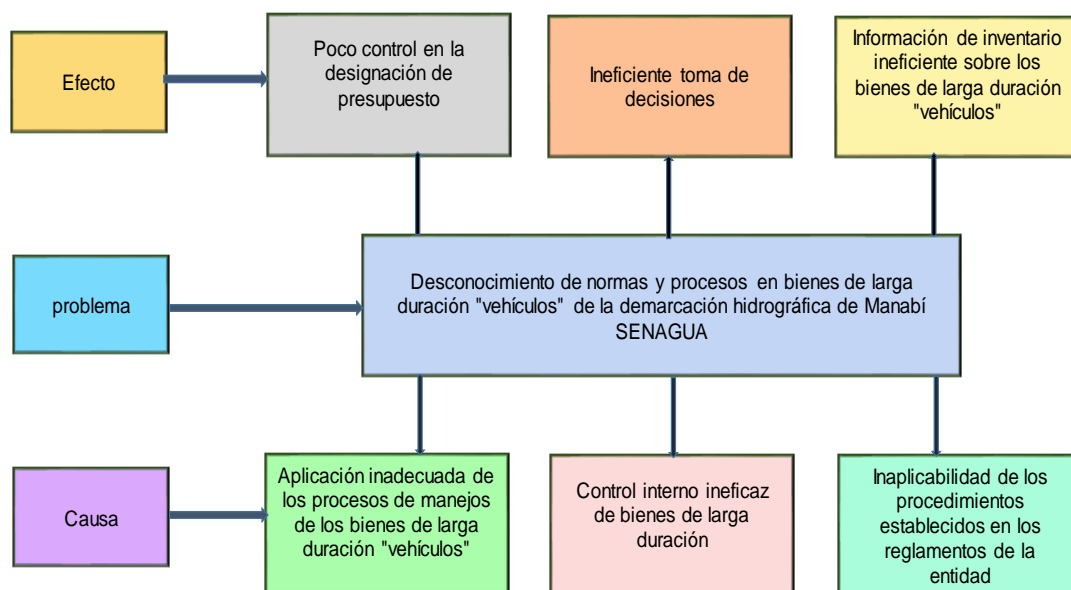 Efecto
Poco control en la
designación de
presupuesto
Ineficiente toma de
decisiones
Información de inventario
ineficiente sobre los
bienes de larga duración
"vehículos"
problema
Desconocimiento de normas y procesos en bienes de larga
duración "vehículos" de la demarcación hidrográfica de Manabí
SENAGUA
Causa
Aplicación inadecuada de
los procesos de manejos
de los bienes de larga
duración "vehículos"
Control interno ineficaz
de bienes de larga
duración
Inaplicabilidad de los
procedimientos
establecidos en los
reglamentos de la
entidad